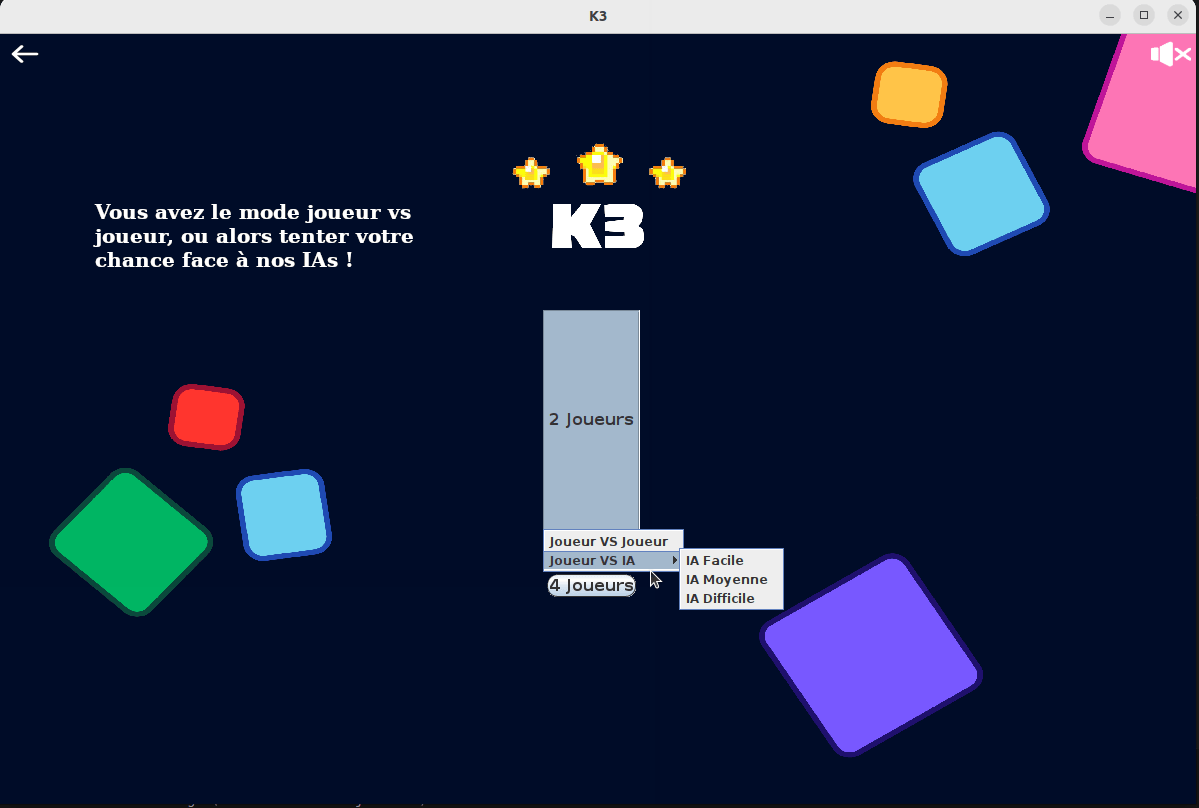 K3
Vous avez le mode joueur vs
joueur, ou alors tenter votre
chance face à nos IAs !
K3
2 Joueurs
Joueur VS Joueur
Joueur VS IA
IA Facile
IA Moyenne
IA Difficile
4 Joueurs